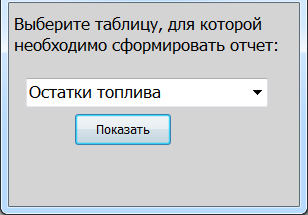 Выберите таблицу, для которой
необходимо сформировать отчет:
Остатки топлива
Показать